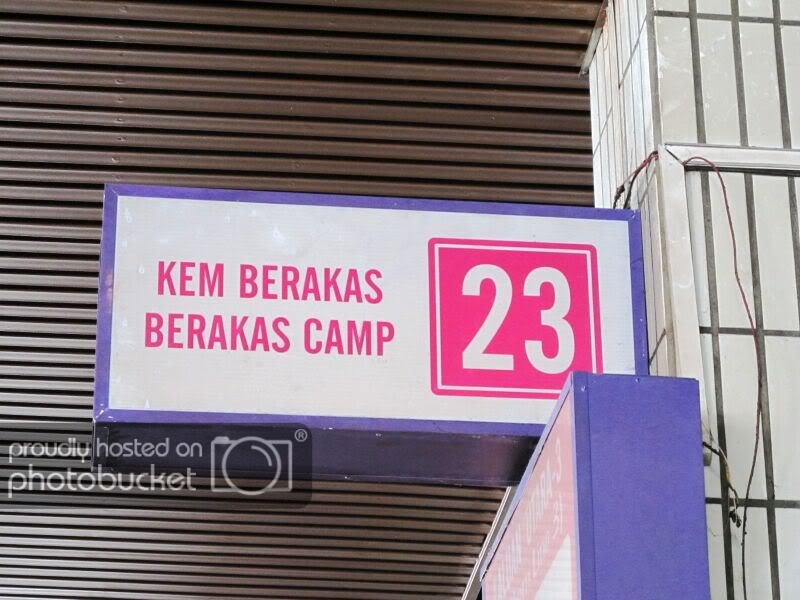 KEM BERAKAS
BERAKAS CAMP
23
proudly hosted on
photobucket®